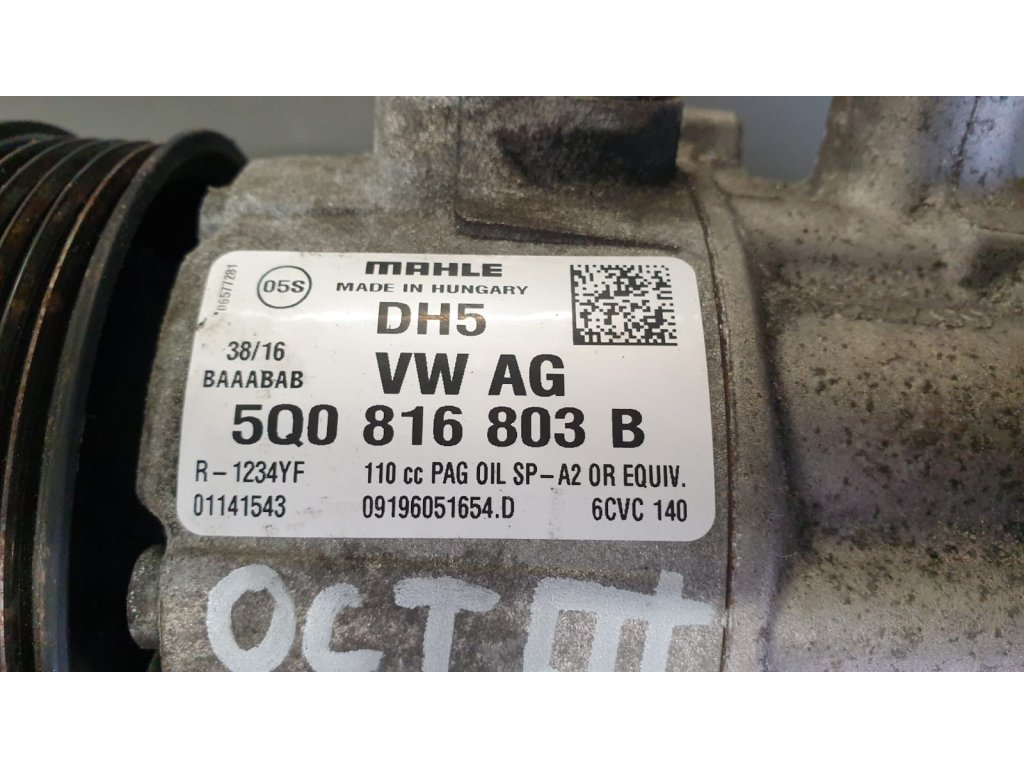 MAHLE
MADE IN HUNGARY
05S
06577281
DH5
38/16
BAAABAB
VW AG
5Q0 816 803 B
R-1234YF 110 cc PAG OIL SP-A2 OR EQUIV.
01141543 09196051654.D 6CVC 140
OCT III